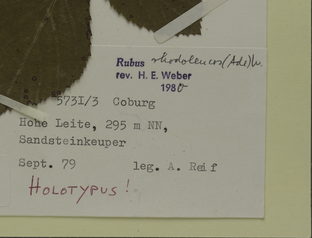 Rubus rhodoleucos (Ade) W.
rev. H. E. Weber
1980
5731/3 Coburg
Hohe Leite, 295 m NN,
Sandsteinkeuper
Sept. 79 leg. A. Reif
HOLOTYPUS!